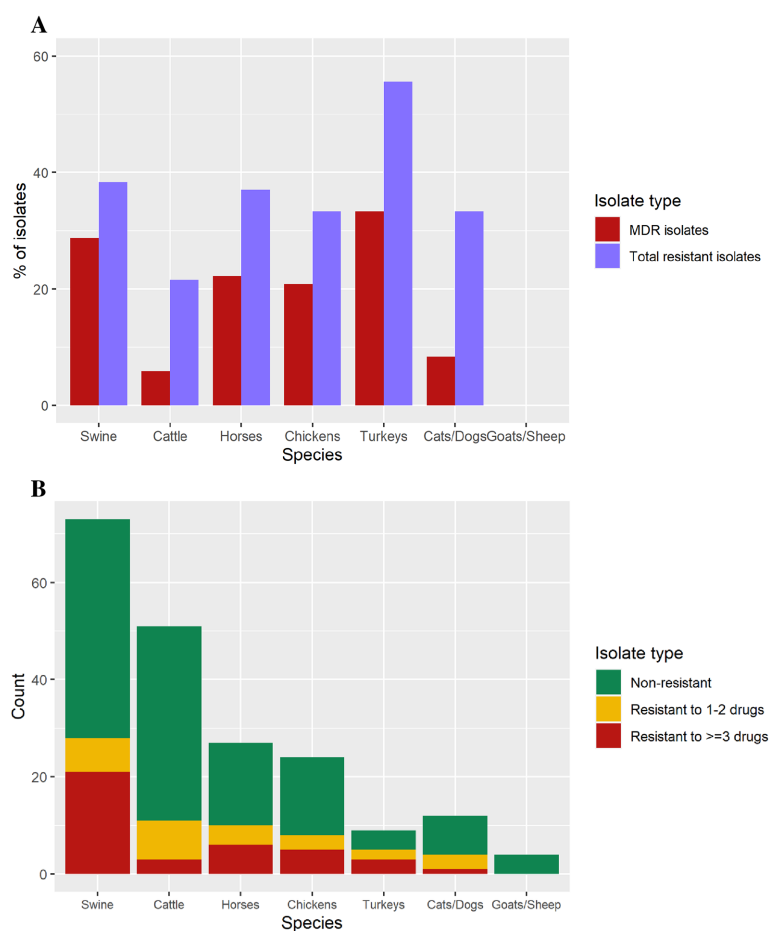 A
60
40
20
0
% of isolates
Swine Cattle Horses Chickens Turkeys Cats/Dogs Goats/Sheep
Species
Isolate type
MDR isolates
Total resistant isolates
B
60
40
20
0
Count
Swine Cattle Horses Chickens Turkeys Cats/Dogs Goats/Sheep
Species
Isolate type
Non-resistant
Resistant to 1-2 drugs
Resistant to >=3 drugs